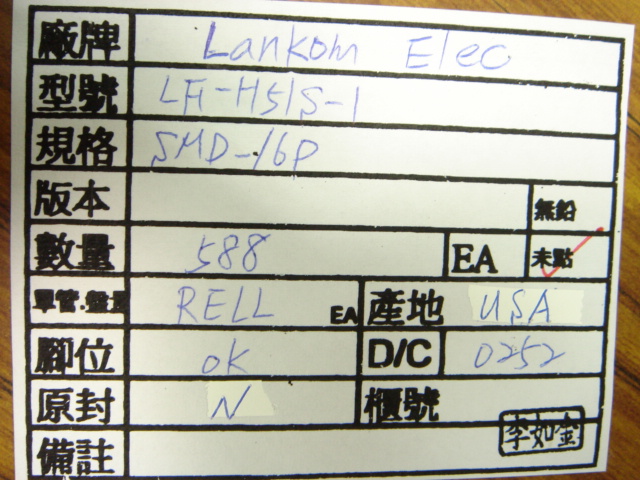 廠牌 Lankom Elec
型號 LA-H51S-1
規格 SMD-16P
版本 無鉛
數量 588 EA 未點
單管.盤量 RELL EA 產地 USA
腳位 OK D/C 0252
原封 N 櫃號
備註 李如金